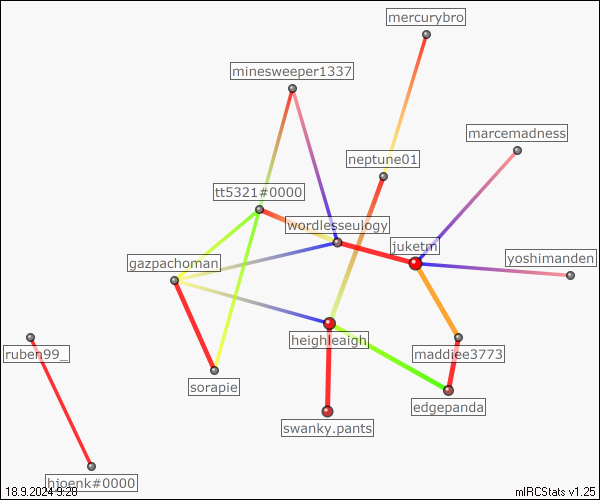 mercurybro
minesweeper1337
marcemadness
neptune01
tt5321#0000
wordlesseulogy
juketm
gazpachoman
yoshimanden
heighleaigh
ruben99_
maddiee3773
sorapie
edgepanda
swanky.pants
hjoenk#0000
18.9.2024 9:28
mIRCStats v1.25